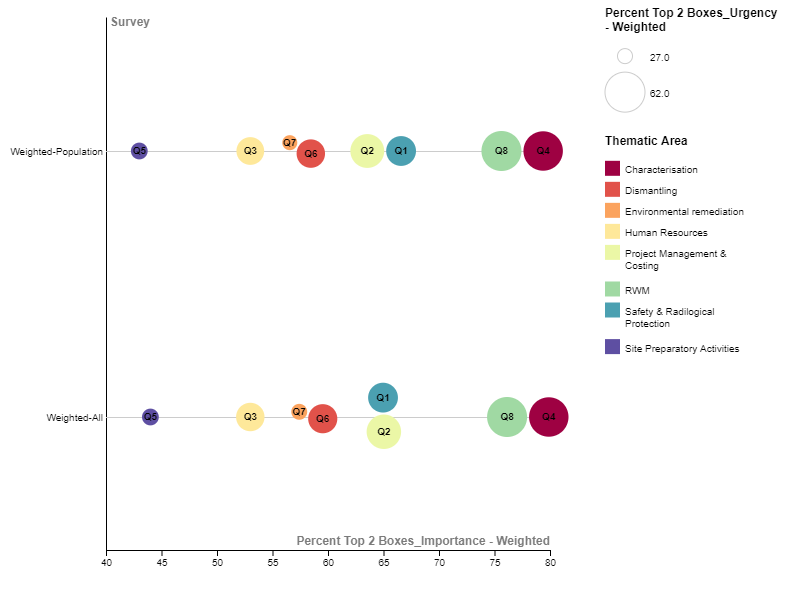 Survey
Weighted-Population
Q5
Q3
Q7
Q6
Q2
Q1
Q8
Q4
Weighted-All
Q5
Q3
Q7
Q6
Q1
Q2
Q8
Q4
Percent Top 2 Boxes_Importance - Weighted
40 45 50 55 60 65 70 75 80
Percent Top 2 Boxes_Urgency
- Weighted
27.0
62.0
Thematic Area
Characterisation
Dismantling
Environmental remediation
Human Resources
Project Management &
Costing
RWM
Safety & Radilogical
Protection
Site Preparatory Activities